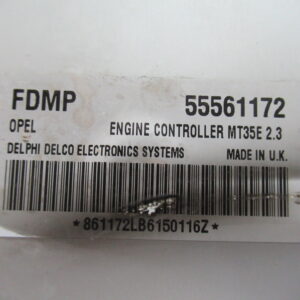 FDMP 55561172
OPEL ENGINE CONTROLLER MT35E 2.3
DELPHI DELCO ELECTRONICS SYSTEMS MADE IN U.K.
*861172LB6150116Z*